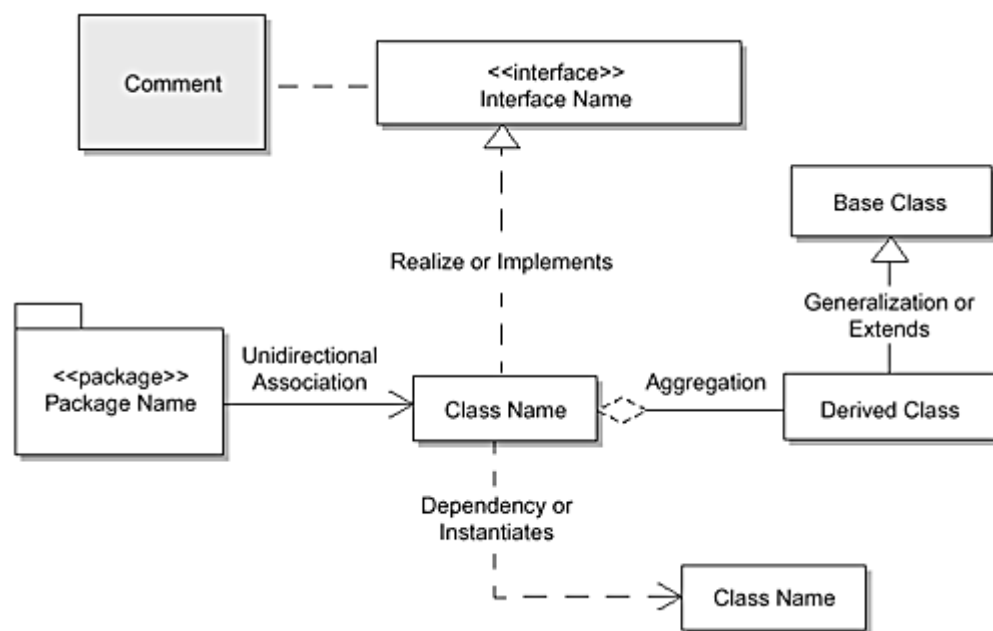 Comment
<<interface>>
Interface Name
Base Class
Realize or Implements
Generalization or
Extends
<<package>>
Package Name
Unidirectional
Association
Class Name
Aggregation
Derived Class
Dependency or
Instantiates
Class Name